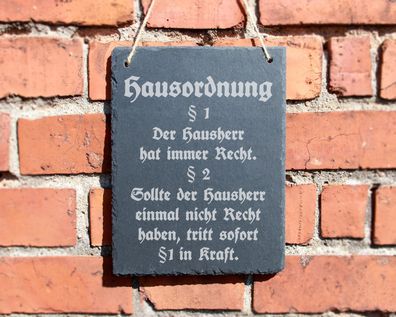 Hausordnung
§ 1
Der Hausherr
hat immer Recht.
§ 2
Sollte der Hausherr
einmal nicht Recht
haben, tritt sofort
§1 in Kraft.